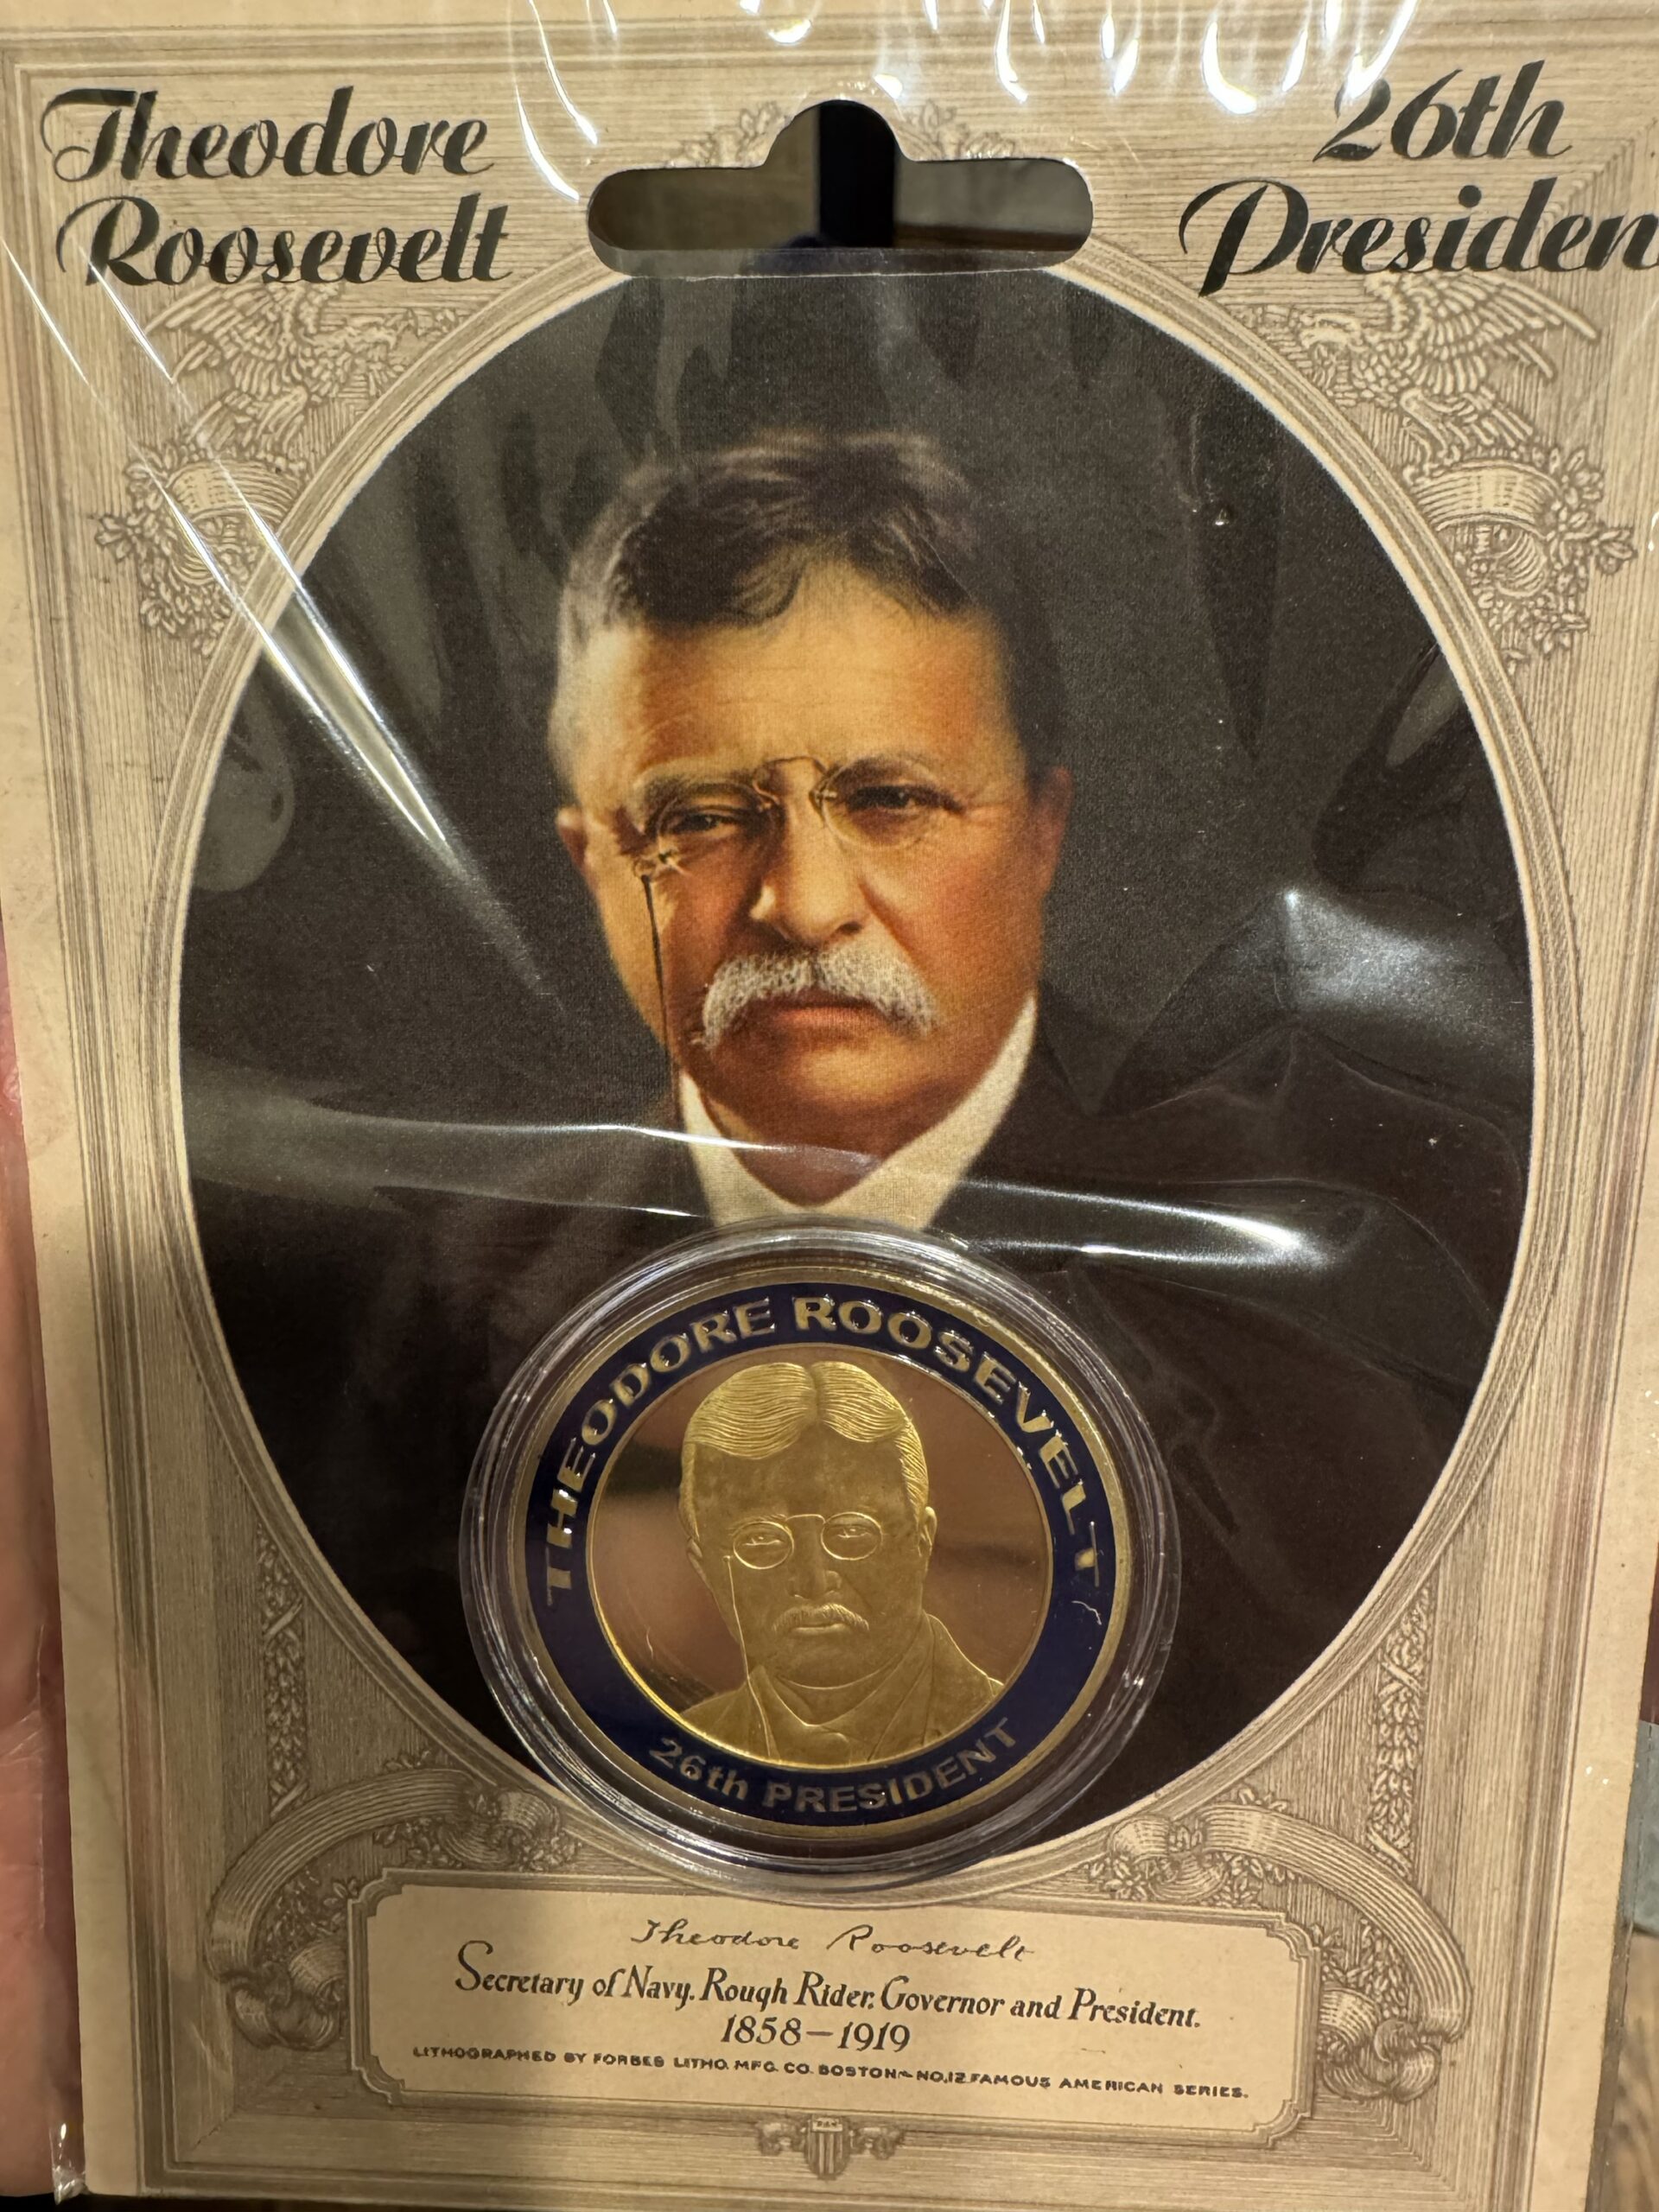 Theodore
Roosevelt
26th
Presiden
THEODORE ROOSEVELT
26th PRESIDENT
Theodore Roosevelt
Secretary of Navy. Rough Rider. Governor and President.
1858–1919
LITHOGRAPHED BY FORBES LITHO. MFG. CO. BOSTON~NO.12 FAMOUS AMERICAN SERIES.